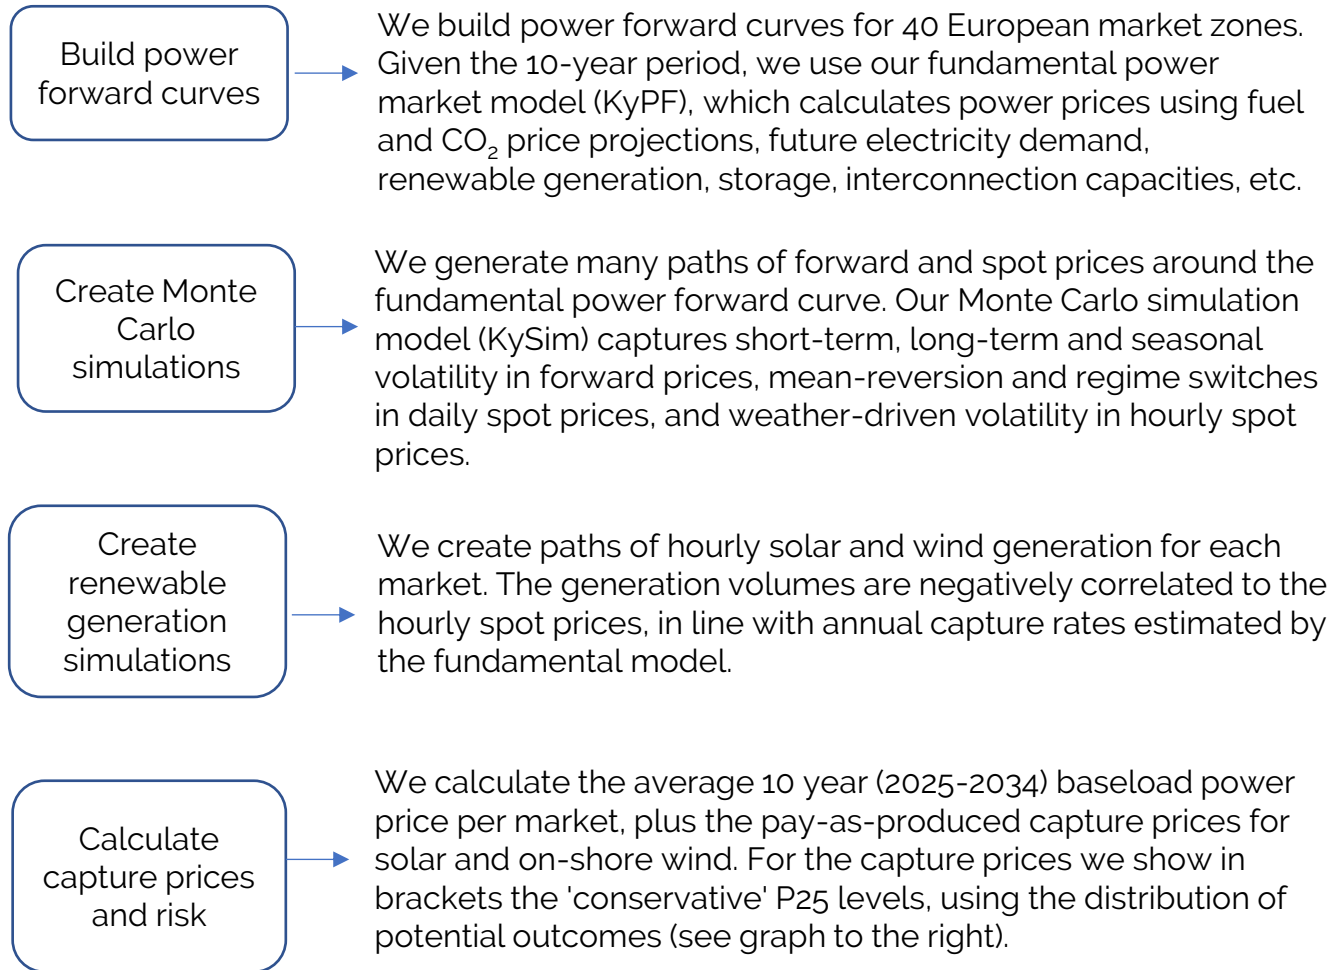 Build power
forward curves
We build power forward curves for 40 European market zones.
Given the 10-year period, we use our fundamental power
market model (KyPF), which calculates power prices using fuel
and CO₂ price projections, future electricity demand,
renewable generation, storage, interconnection capacities, etc.
Create Monte
Carlo
simulations
We generate many paths of forward and spot prices around the
fundamental power forward curve. Our Monte Carlo simulation
model (KySim) captures short-term, long-term and seasonal
volatility in forward prices, mean-reversion and regime switches
in daily spot prices, and weather-driven volatility in hourly spot
prices.
Create
renewable
generation
simulations
We create paths of hourly solar and wind generation for each
market. The generation volumes are negatively correlated to the
hourly spot prices, in line with annual capture rates estimated by
the fundamental model.
Calculate
capture prices
and risk
We calculate the average 10 year (2025-2034) baseload power
price per market, plus the pay-as-produced capture prices for
solar and on-shore wind. For the capture prices we show in
brackets the 'conservative' P25 levels, using the distribution of
potential outcomes (see graph to the right).